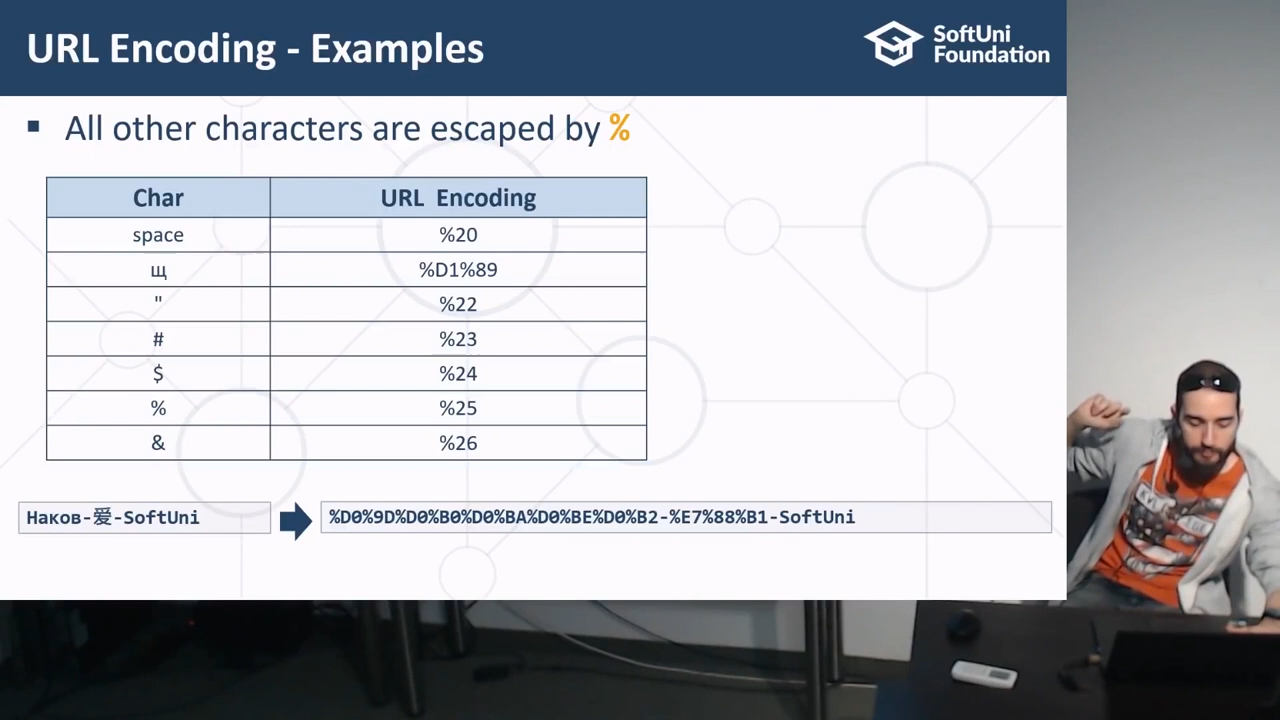 URL Encoding - Examples
SoftUni
Foundation
All other characters are escaped by %
Char URL Encoding
space %20
щ %D1%89
" %22
# %23
$ %24
% %25
& %26
Наков-爱-SoftUni
%D0%9D%D0%B0%D0%BA%D0%BE%D0%B2-%E7%88%B1-SoftUni